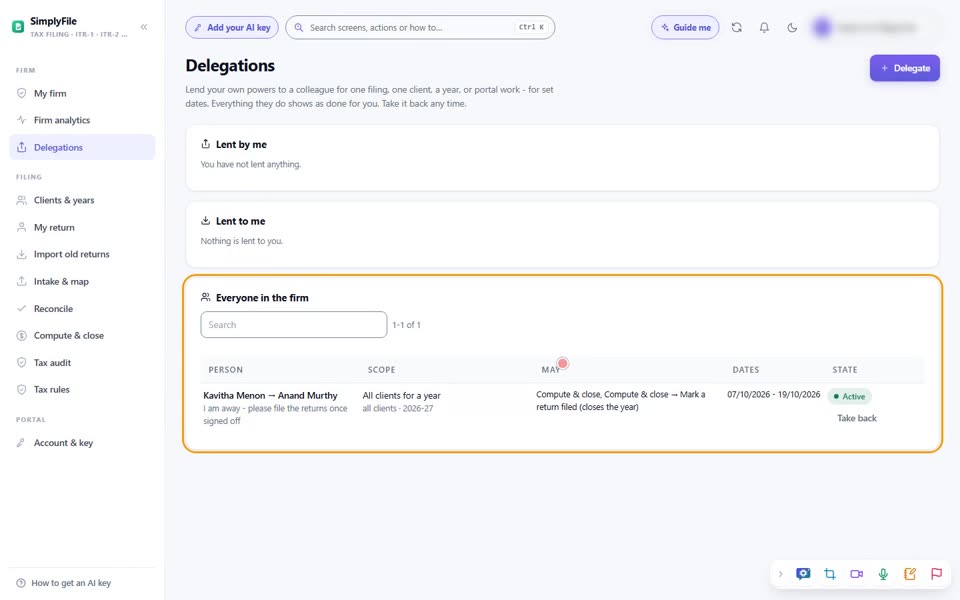 SimplyFile
TAX FILING · ITR-1 · ITR-2 ...
FIRM
My firm
Firm analytics
Delegations
FILING
Clients & years
My return
Import old returns
Intake & map
Reconcile
Compute & close
Tax audit
Tax rules
PORTAL
Account & key
How to get an AI key
Add your AI key
Search screens, actions or how to...
Ctrl K
Guide me
Delegations
Delegate
Lend your own powers to a colleague for one filing, one client, a year, or portal work - for set
dates. Everything they do shows as done for you. Take it back any time.
Lent by me
You have not lent anything.
Lent to me
Nothing is lent to you.
Everyone in the firm
Search
1-1 of 1
PERSON SCOPE MAY DATES STATE
Kavitha Menon → Anand Murthy
I am away - please file the returns once
signed off
All clients for a year
all clients · 2026-27
Compute & close, Compute & close → Mark a
return filed (closes the year)
07/10/2026 - 19/10/2026
Active
Take back